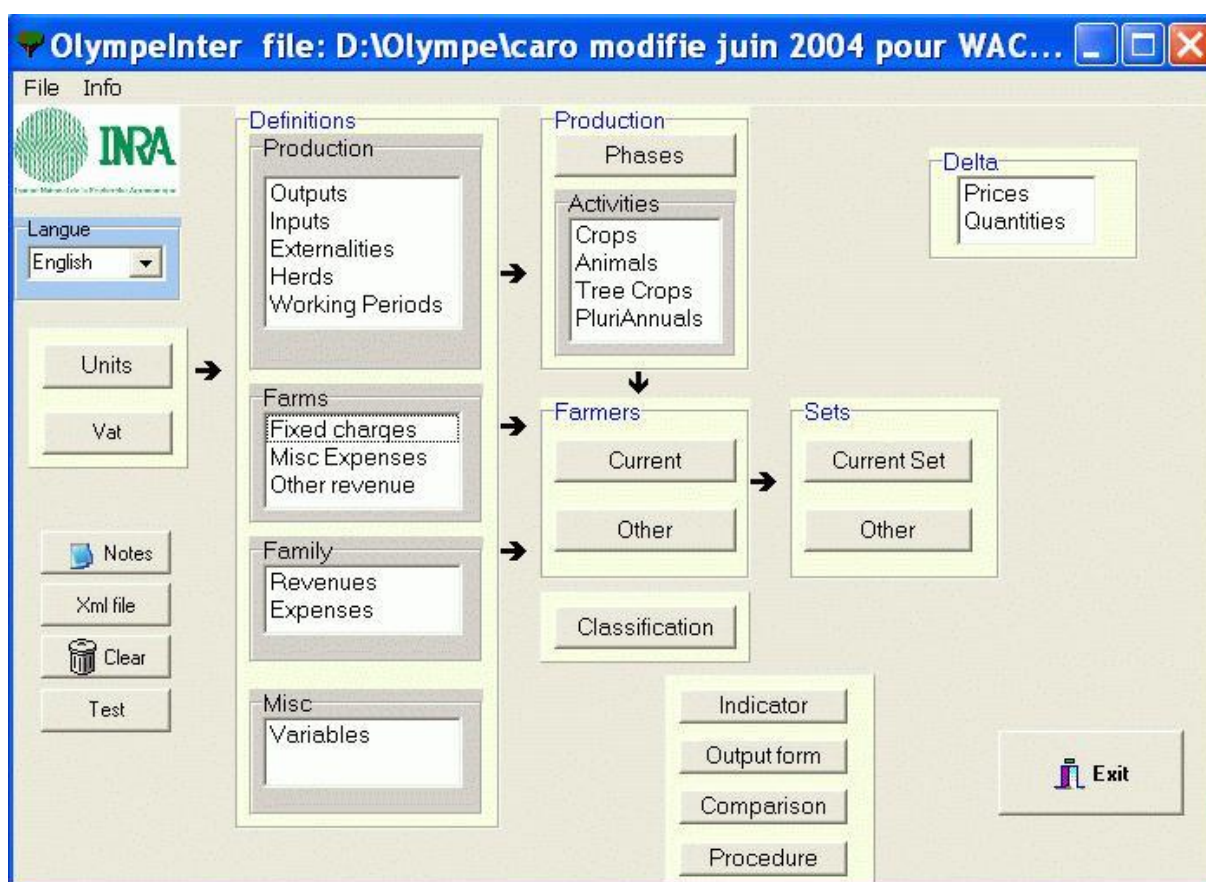 OlympeInter file: D:\Olympe\caro modifie juin 2004 pour WAC...
File Info
INRA
Langue
English
Units
Vat
Notes
Xml file
Clear
Test
Definitions
Production
Outputs
Inputs
Externalities
Herds
Working Periods
Farms
Fixed charges
Misc Expenses
Other revenue
Family
Revenues
Expenses
Misc
Variables
Production
Phases
Activities
Crops
Animals
Tree Crops
PluriAnnuals
Farmers
Current
Other
Classification
Sets
Current Set
Other
Delta
Prices
Quantities
Indicator
Output form
Comparison
Procedure
Exit